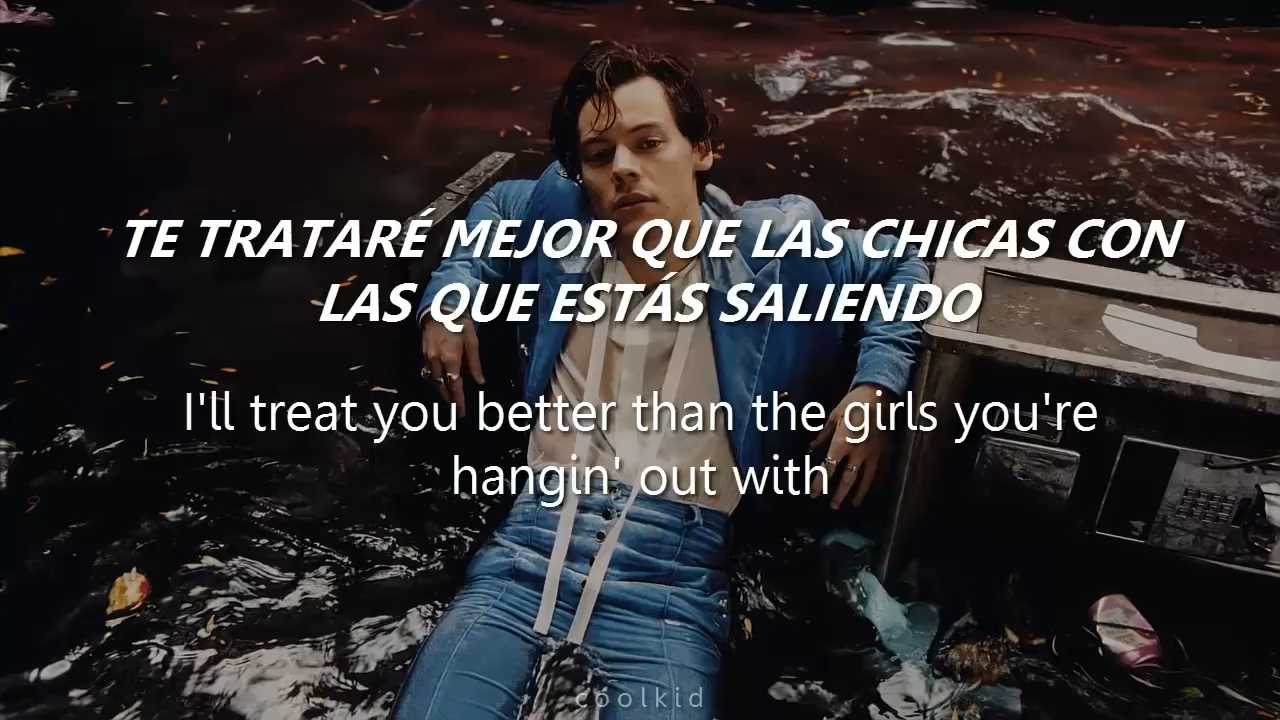 TE TRATARÉ MEJOR QUE LAS CHICAS CON
LAS QUE ESTÁS SALIENDO
I'll treat you better than the girls you're
hangin' out with
coolkid